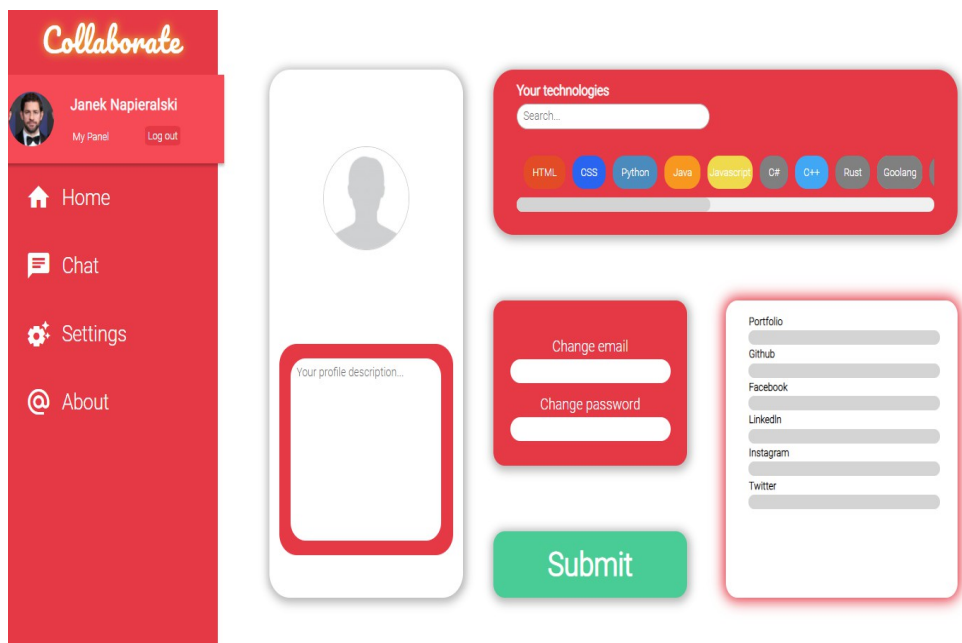 Collaborate
Janek Napieralski
My Panel
Log out
Home
Chat
Settings
About
Your profile description...
Your technologies
Search...
HTML CSS Python Java Javascript C# C++ Rust Goolang
Change email
Change password
Submit
Portfolio
Github
Facebook
LinkedIn
Instagram
Twitter